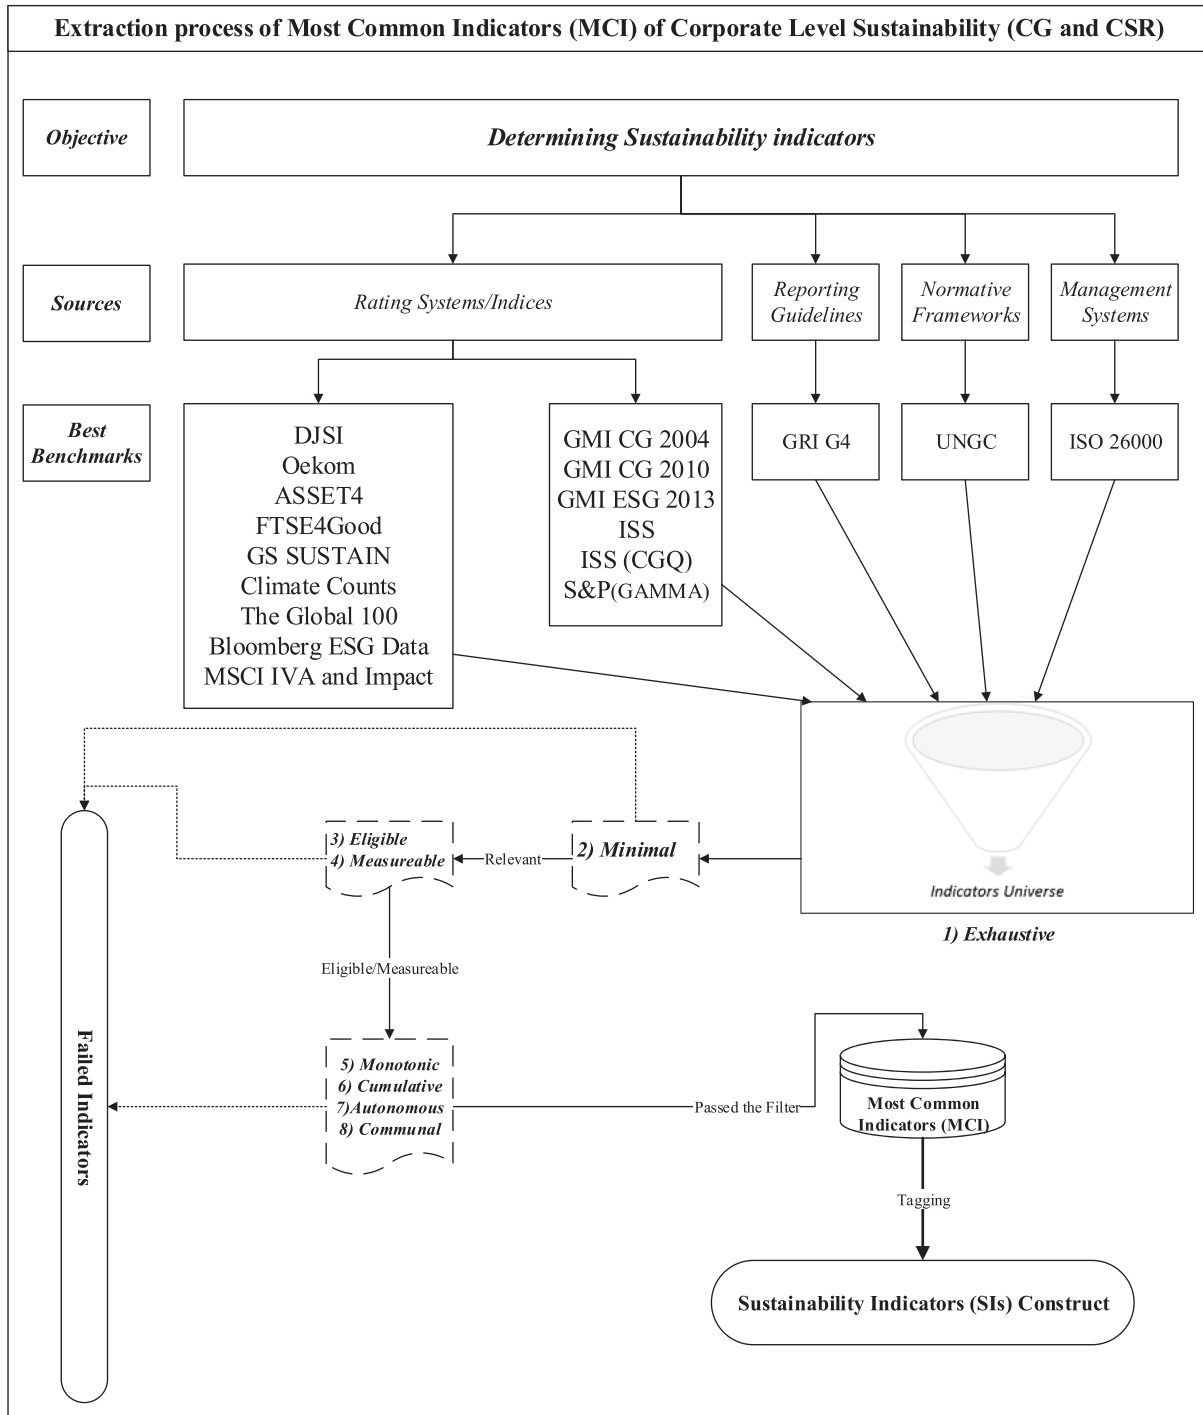 Extraction process of Most Common Indicators (MCI) of Corporate Level Sustainability (CG and CSR)
Objective
Determining Sustainability indicators
Sources
Rating Systems/Indices
Reporting
Guidelines
Normative
Frameworks
Management
Systems
Best
Benchmarks
DJSI
Oekom
ASSET4
FTSE4Good
GS SUSTAIN
Climate Counts
The Global 100
Bloomberg ESG Data
MSCI IVA and Impact
GMI CG 2004
GMI CG 2010
GMI ESG 2013
ISS
ISS (CGQ)
S&P(GAMMA)
GRI G4
UNGC
ISO 26000
Indicators Universe
1) Exhaustive
2) Minimal
Relevant
3) Eligible
4) Measureable
Eligible/Measureable
5) Monotonic
6) Cumulative
7)Autonomous
8) Communal
Failed Indicators
Passed the Filter
Most Common
Indicators (MCI)
Tagging
Sustainability Indicators (SIs) Construct